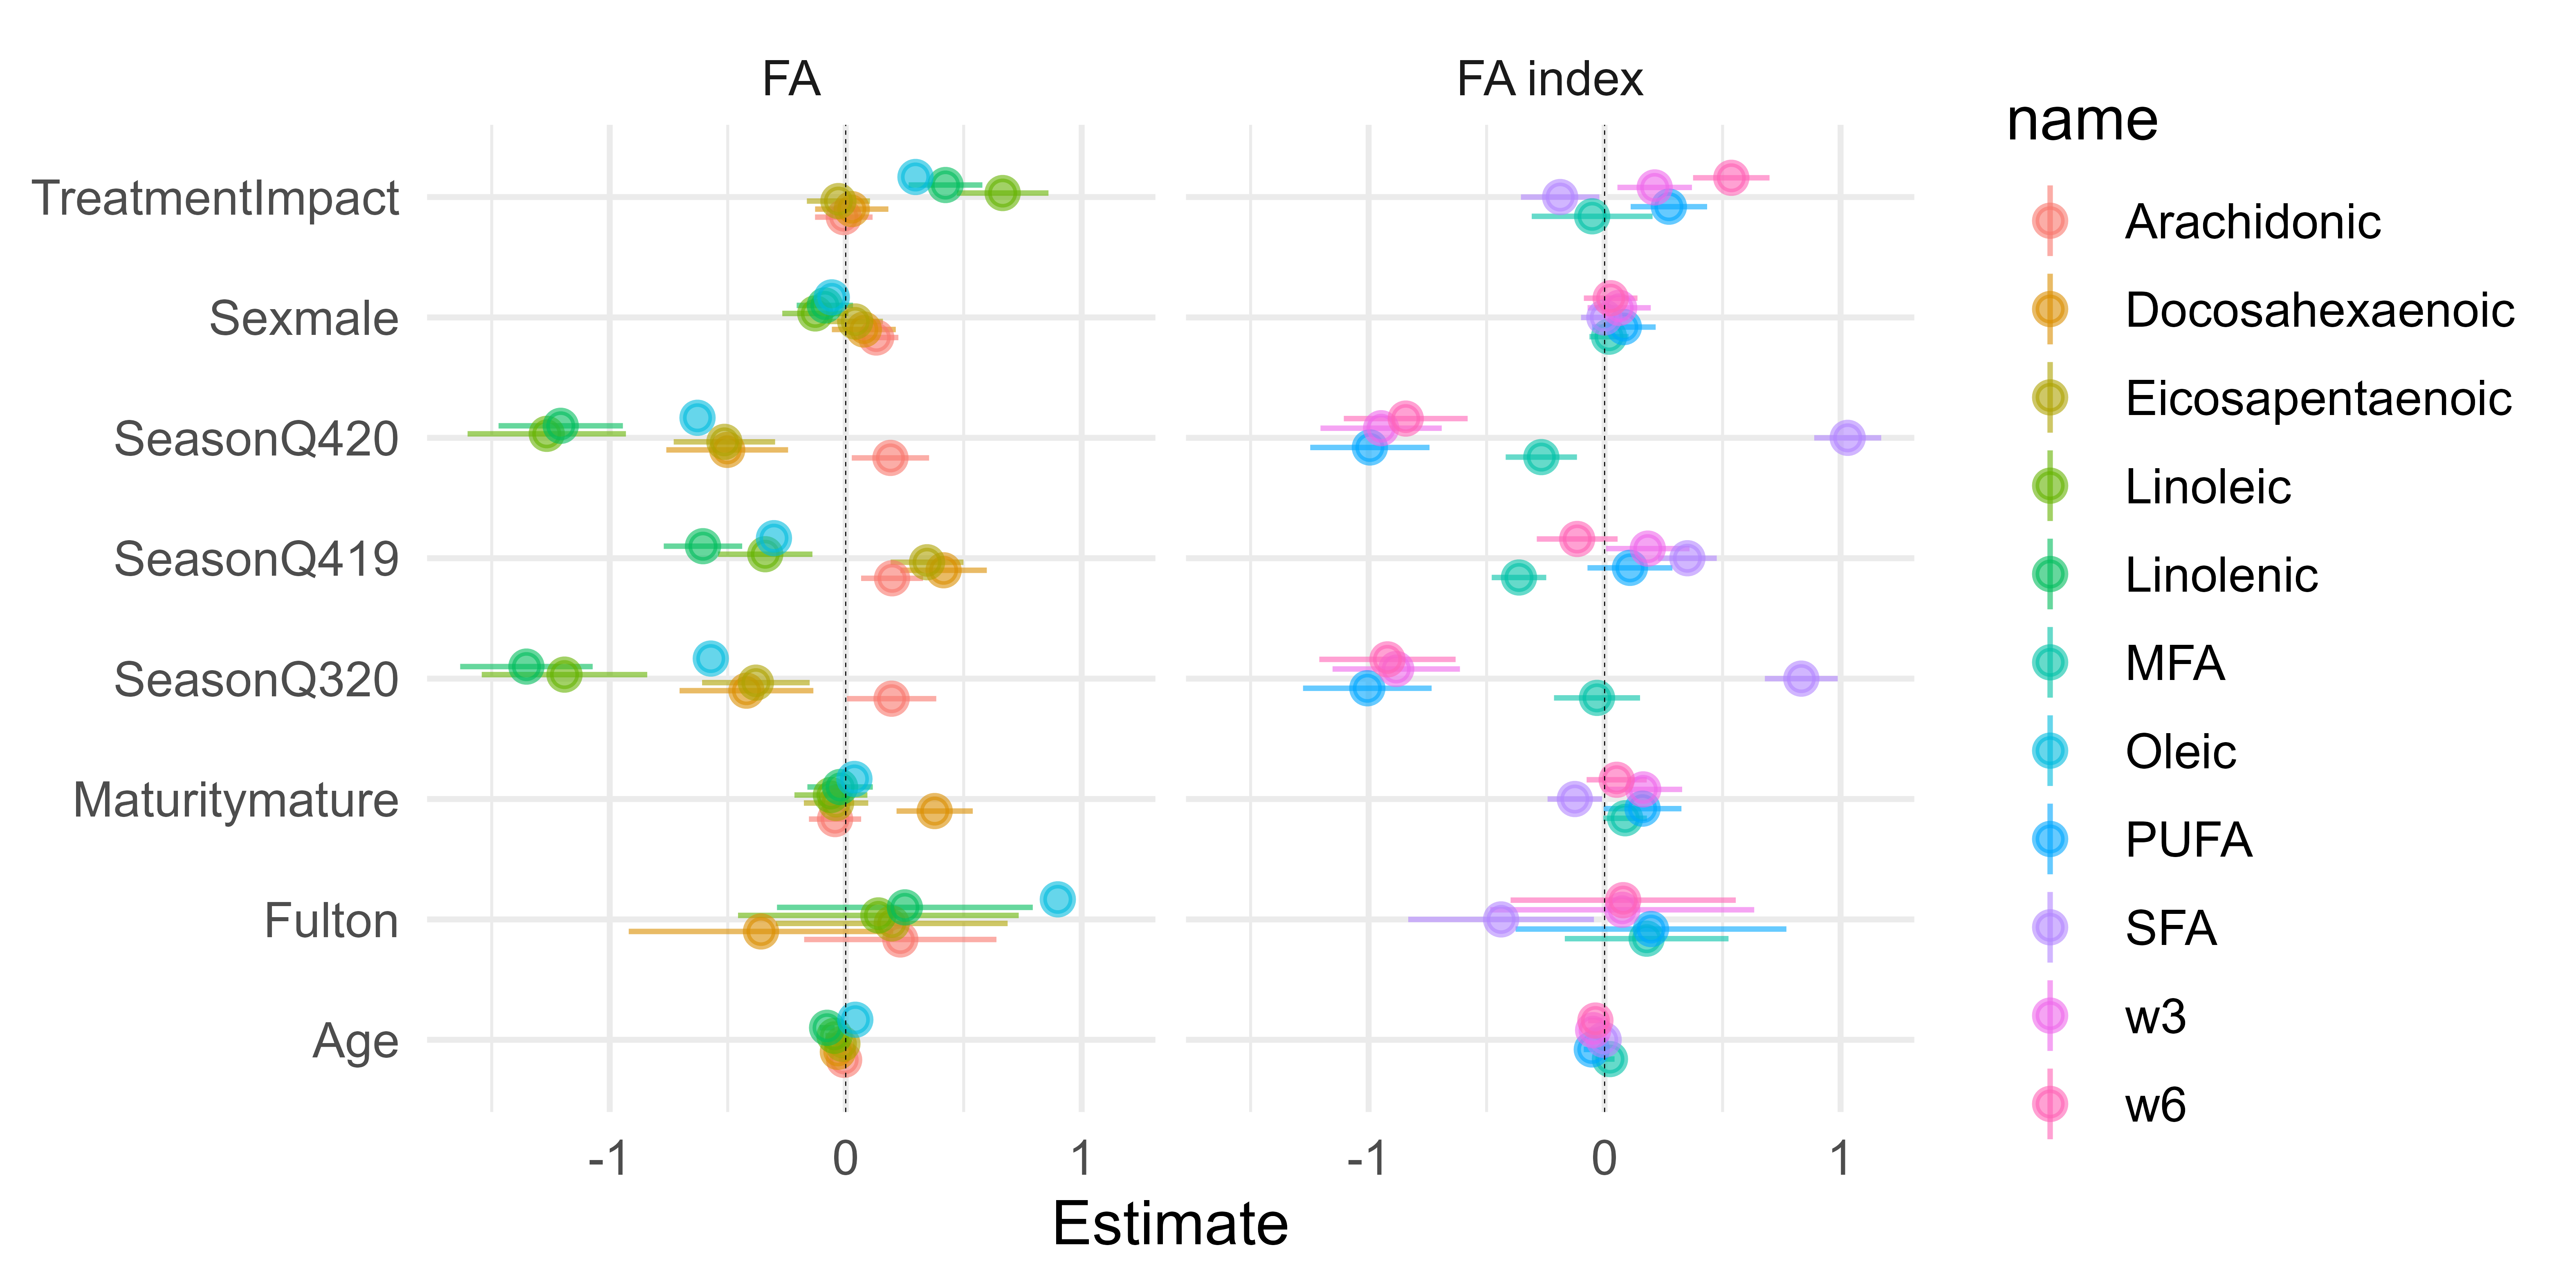 FA
FA index
name
TreatmentImpact
Sexmale
SeasonQ420
SeasonQ419
SeasonQ320
Maturitymature
Fulton
Age
-1 0 1
-1 0 1
Estimate
Arachidonic
Docosahexaenoic
Eicosapentaenoic
Linoleic
Linolenic
MFA
Oleic
PUFA
SFA
w3
w6